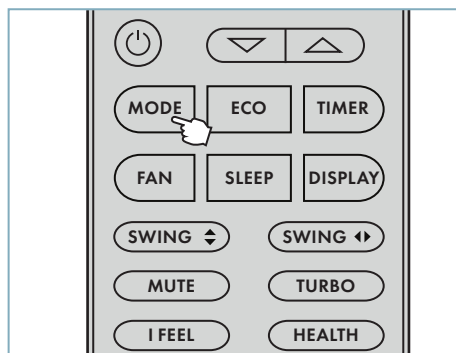 MODE ECO TIMER
FAN SLEEP DISPLAY
SWING SWING
MUTE TURBO
I FEEL HEALTH